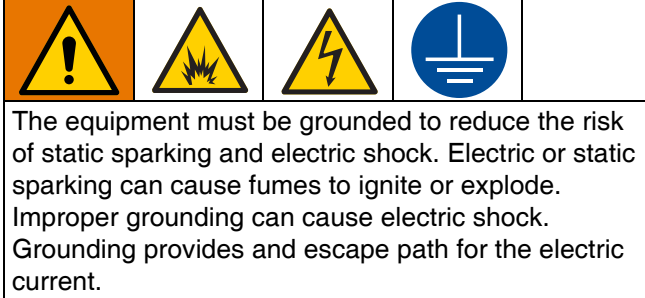 The equipment must be grounded to reduce the risk
of static sparking and electric shock. Electric or static
sparking can cause fumes to ignite or explode.
Improper grounding can cause electric shock.
Grounding provides and escape path for the electric
current.